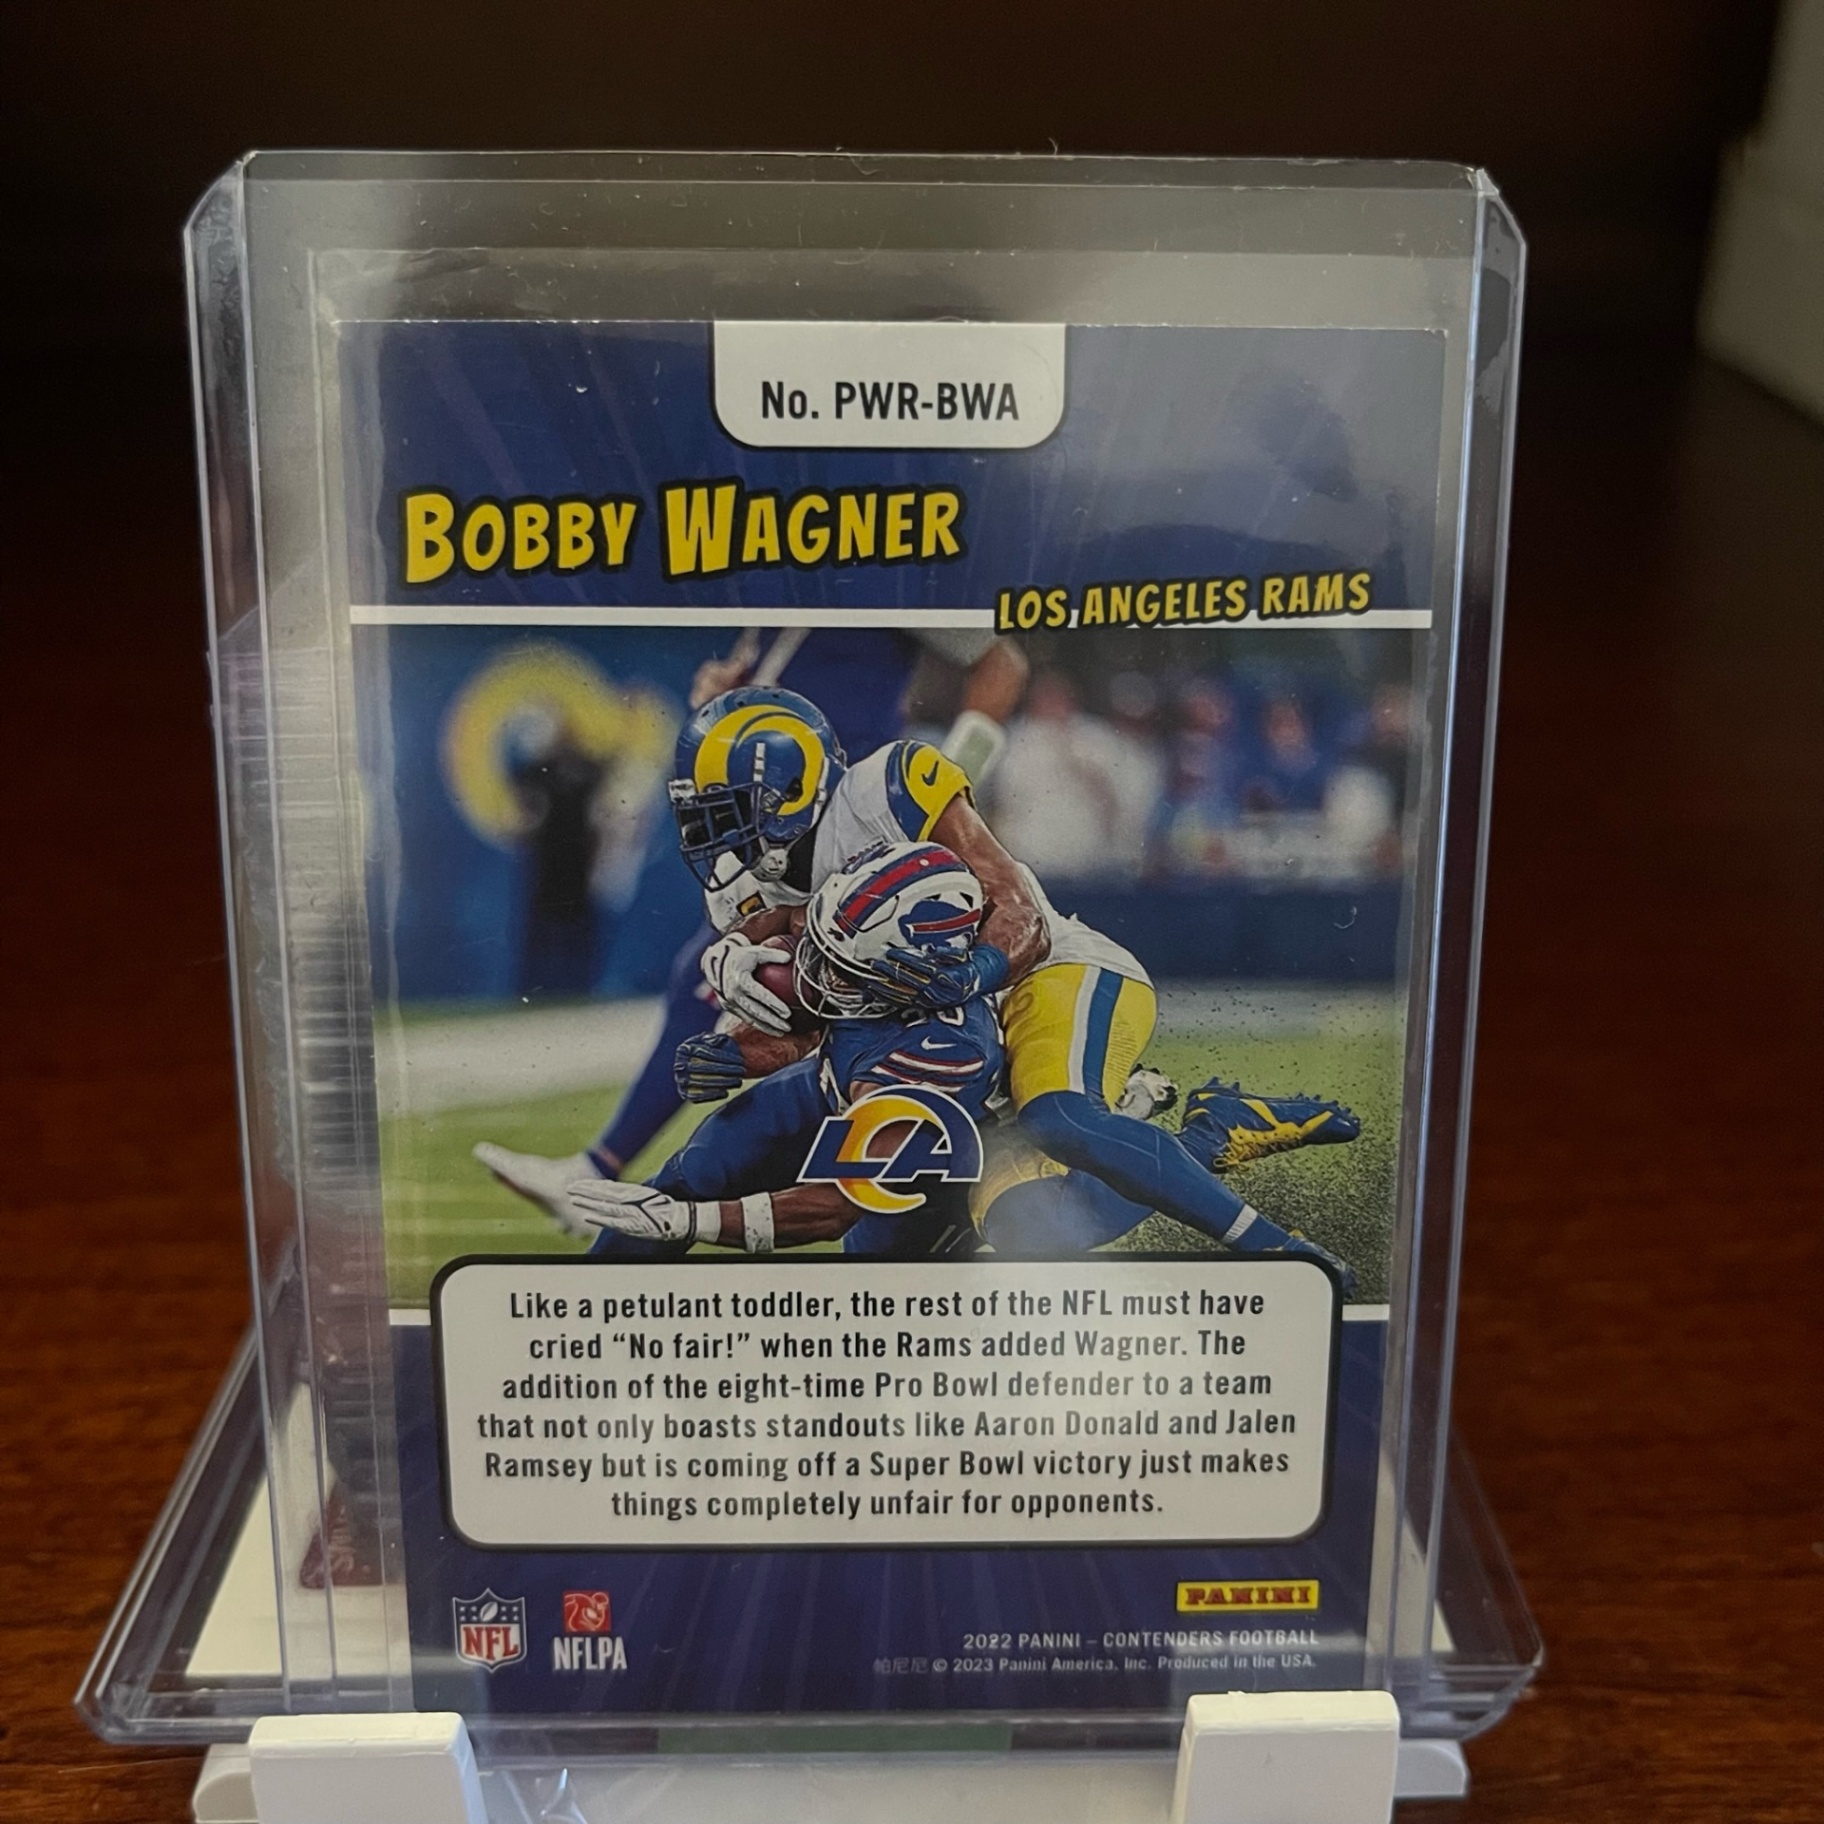 No. PWR-BWA
BOBBY WAGNER
LOS ANGELES RAMS
LA
Like a petulant toddler, the rest of the NFL must have
cried “No fair!” when the Rams added Wagner. The
addition of the eight-time Pro Bowl defender to a team
that not only boasts standouts like Aaron Donald and Jalen
Ramsey but is coming off a Super Bowl victory just makes
things completely unfair for opponents.
NFL
NFLPA
PANINI
2022 PANINI – CONTENDERS FOOTBALL
帕尼尼 © 2023 Panini America, Inc. Produced in the USA.